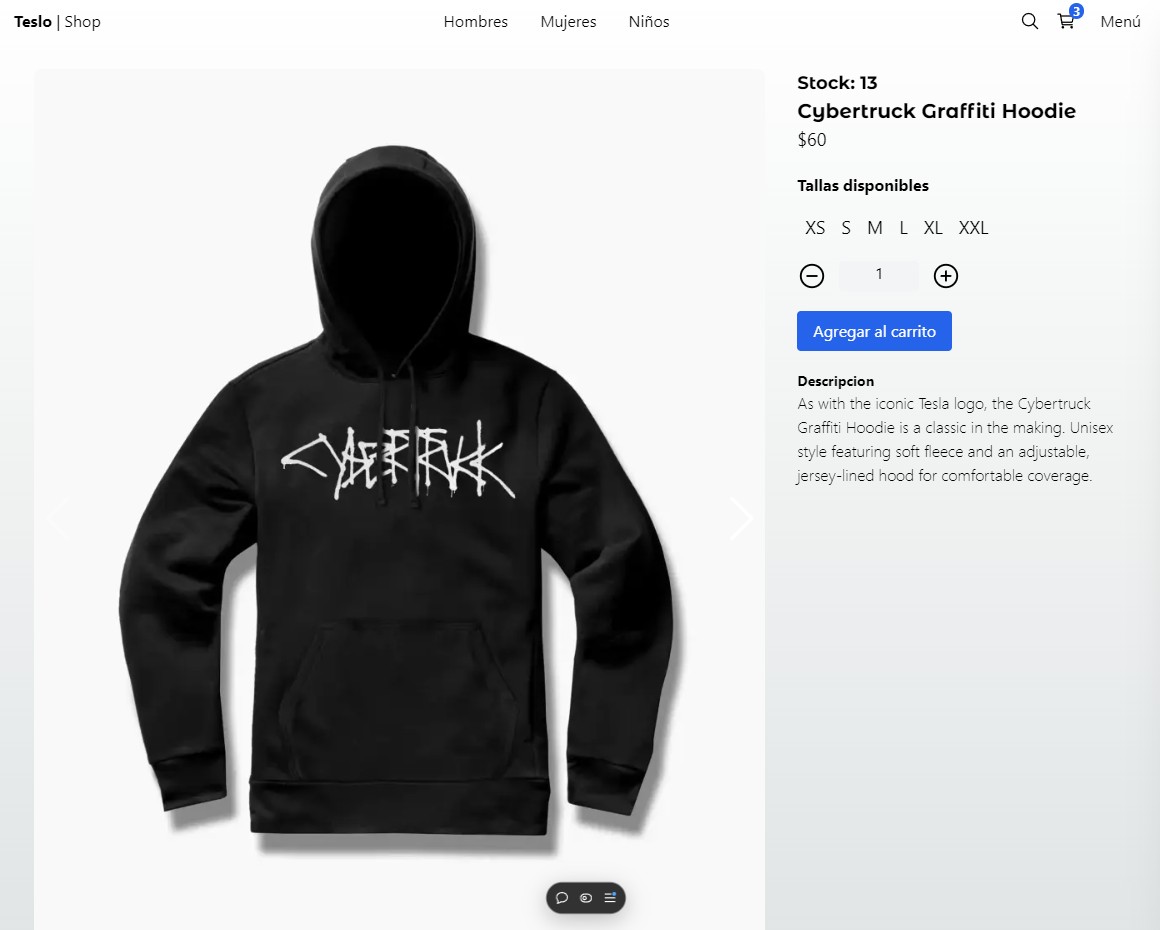 Teslo | Shop
Hombres Mujeres Niños
3
Menú
Stock: 13
Cybertruck Graffiti Hoodie
$60
Tallas disponibles
XS S M L XL XXL
1
Agregar al carrito
Descripcion
As with the iconic Tesla logo, the Cybertruck
Graffiti Hoodie is a classic in the making. Unisex
style featuring soft fleece and an adjustable,
jersey-lined hood for comfortable coverage.
CYBERTRUCK